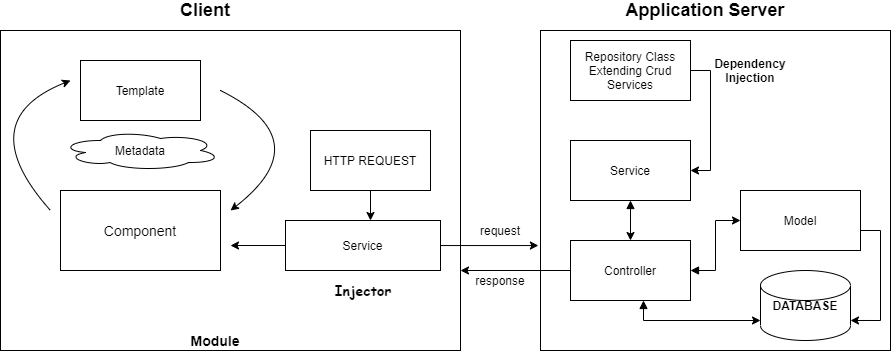 Client
Application Server
Template
Metadata
Component
HTTP REQUEST
Service
Injector
Module
request
response
Repository Class
Extending Crud
Services
Dependency
Injection
Service
Controller
Model
DATABASE